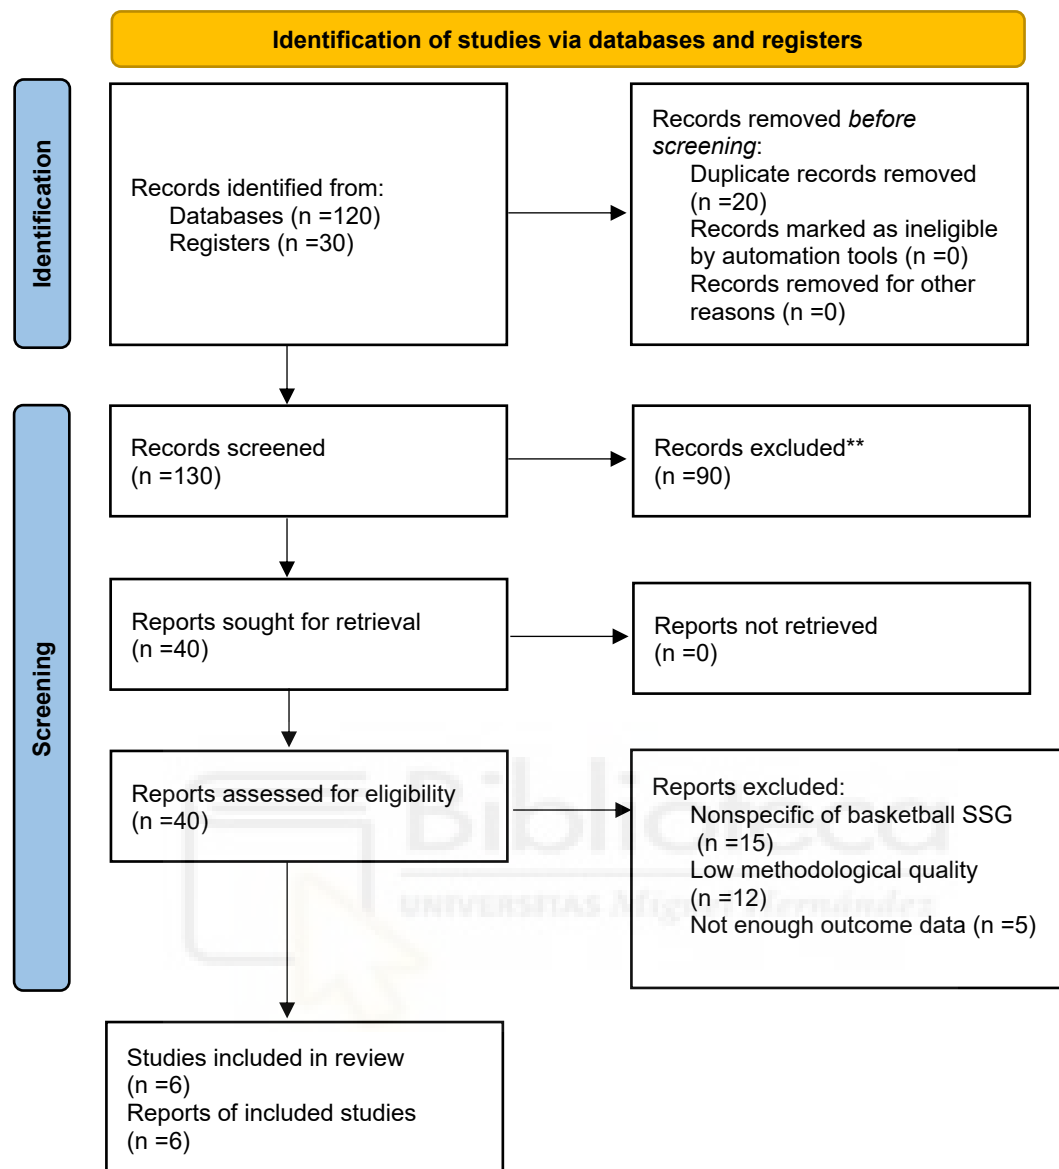 Identification of studies via databases and registers
Identification
Records identified from:
Databases (n =120)
Registers (n =30)
Records removed before
screening:
Duplicate records removed
(n =20)
Records marked as ineligible
by automation tools (n =0)
Records removed for other
reasons (n =0)
Screening
Records screened
(n =130)
Records excluded**
(n =90)
Reports sought for retrieval
(n =40)
Reports not retrieved
(n =0)
Reports assessed for eligibility
(n =40)
Reports excluded:
Nonspecific of basketball SSG
(n =15)
Low methodological quality
(n =12)
Not enough outcome data (n =5)
Biblioteca
UNIVERSITAS Miguel Hernández
Studies included in review
(n =6)
Reports of included studies
(n =6)